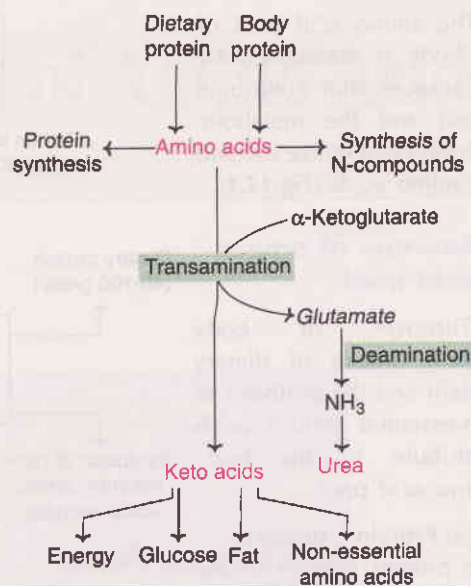 Dietary Body
protein protein
Protein
synthesis
Amino acids
Synthesis of
N-compounds
α-Ketoglutarate
Transamination
Glutamate
Deamination
NH₃
Keto acids Urea
Energy Glucose Fat Non-essential
amino acids